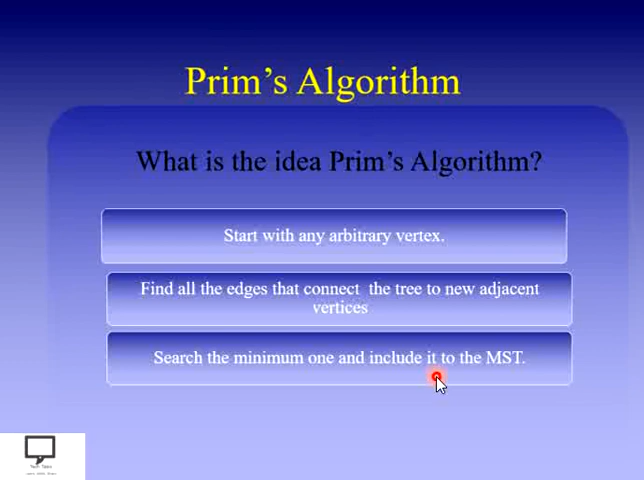 Prim’s Algorithm
What is the idea Prim’s Algorithm?
Start with any arbitrary vertex.
Find all the edges that connect the tree to new adjacent
vertices
Search the minimum one and include it to the MST.